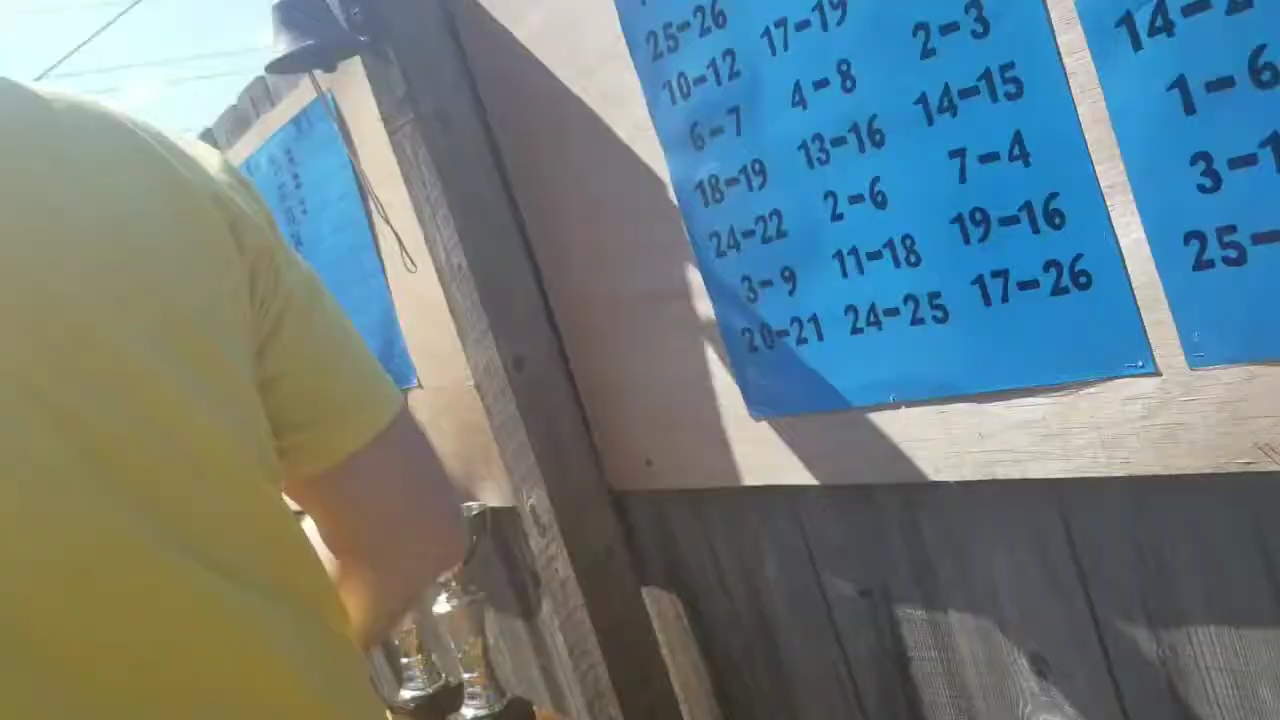 25-26 17-19 2-3
10-12 4-8 14-15
6-7 13-16 7-4
18-19 2-6 19-16
24-22 11-18 17-26
3-9 24-25
20-21
14-
1-6
3-1
25-